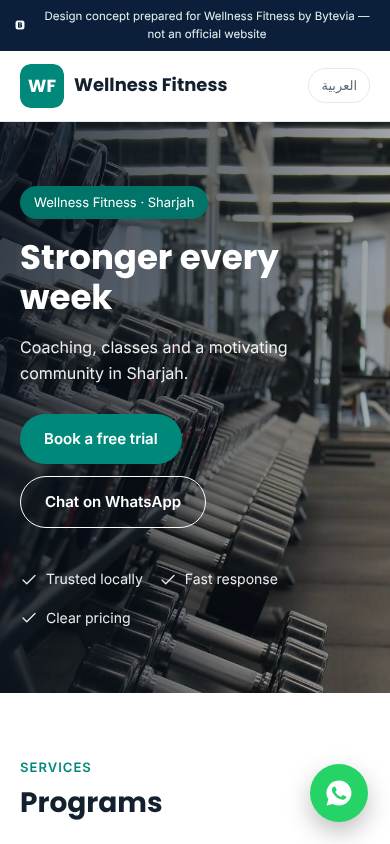 Design concept prepared for Wellness Fitness by Bytevia —
not an official website
WF
Wellness Fitness
العربية
Wellness Fitness · Sharjah
Stronger every
week
Coaching, classes and a motivating
community in Sharjah.
Book a free trial
Chat on WhatsApp
Trusted locally
Fast response
Clear pricing
SERVICES
Programs